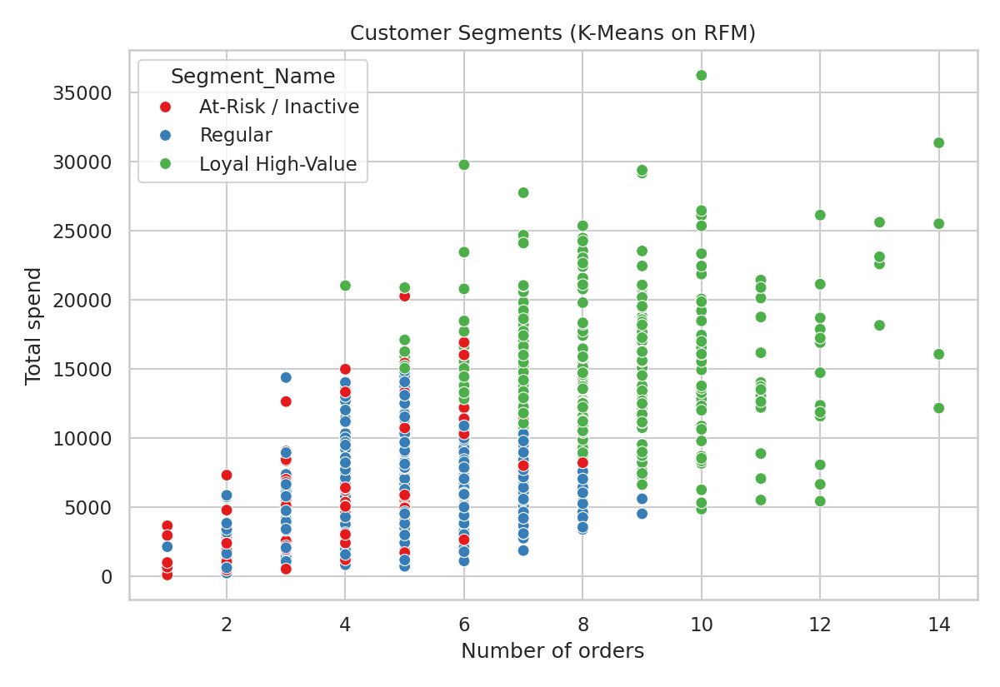 Customer Segments (K-Means on RFM)
Segment_Name
At-Risk / Inactive
Regular
Loyal High-Value
Total spend
35000
30000
25000
20000
15000
10000
5000
0
2 4 6 8 10 12 14
Number of orders